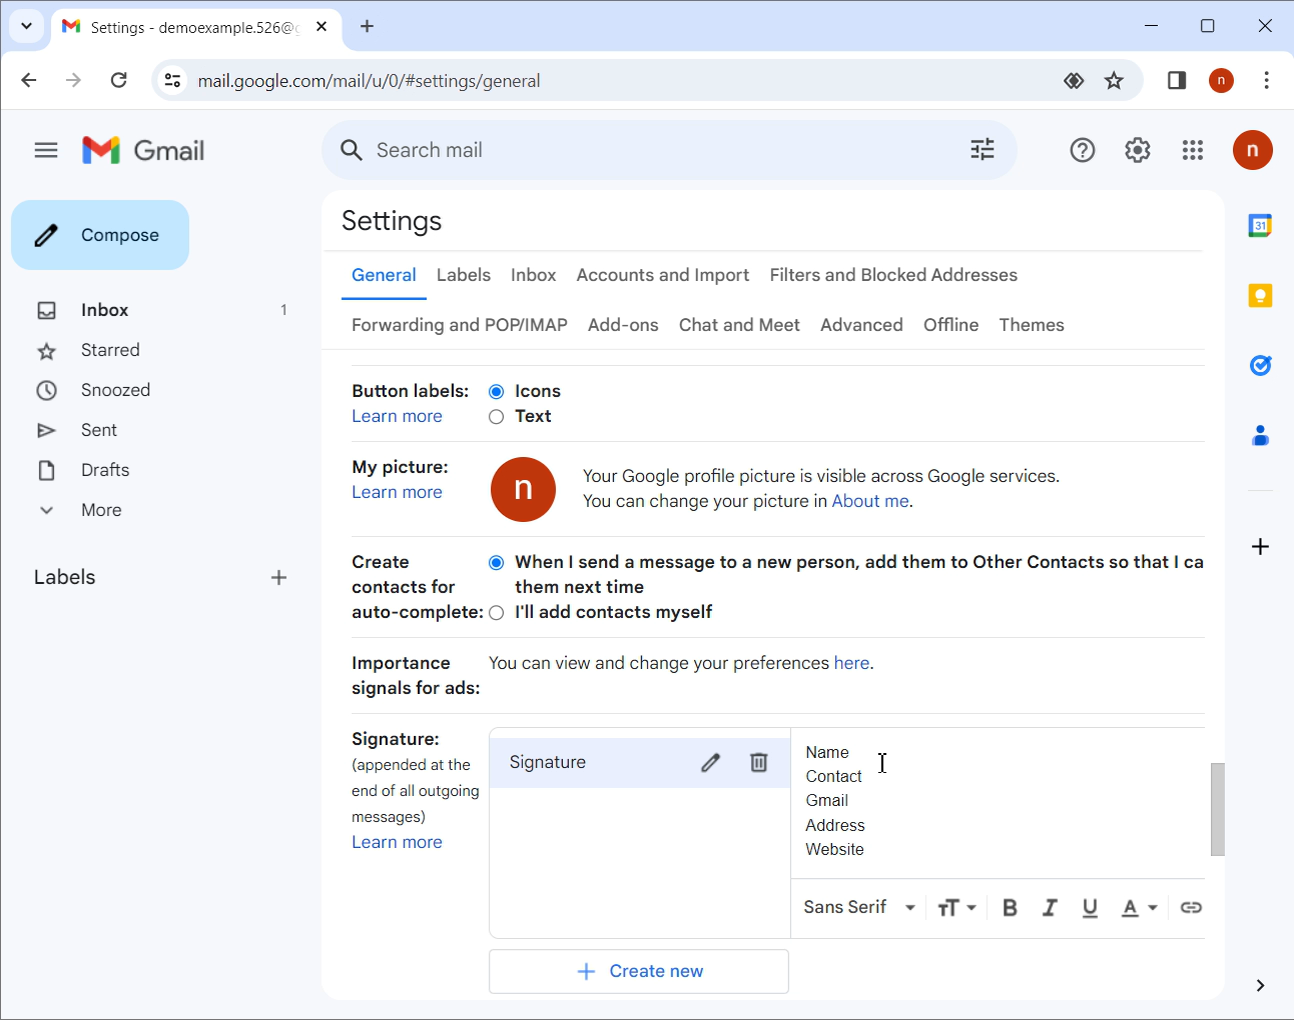 Settings - demoexample.526@
mail.google.com/mail/u/0/#settings/general
n
Gmail
Search mail
n
Compose
Settings
31
General Labels Inbox Accounts and Import Filters and Blocked Addresses
Forwarding and POP/IMAP Add-ons Chat and Meet Advanced Offline Themes
Inbox 1
Starred
Snoozed
Sent
Drafts
More
Labels
Button labels: Icons
Learn more Text
My picture:
Learn more
n
Your Google profile picture is visible across Google services.
You can change your picture in About me.
Create
contacts for
auto-complete:
When I send a message to a new person, add them to Other Contacts so that I ca
them next time
I'll add contacts myself
Importance
signals for ads:
You can view and change your preferences here.
Signature:
(appended at the
end of all outgoing
messages)
Learn more
Signature
Name
Contact
Gmail
Address
Website
Sans Serif TT B I U A
Create new